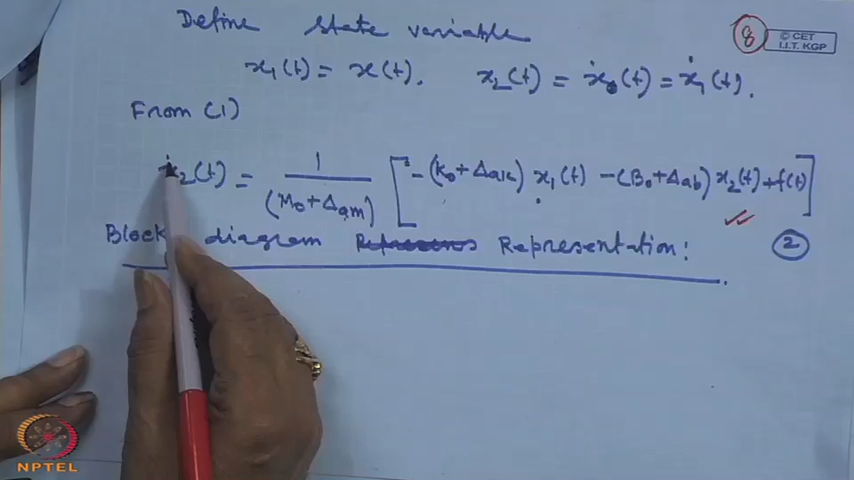 Define state variable
8
© CET
I.I.T. KGP
x₁(t) = x(t). x₂(t) = ẋ(t) = ẋ₁(t).
From (1)
ẋ₂(t) = 1/(M₀ + Δam) [ -(K₀ + Δak) x₁(t) - (B₀ + Δab) x₂(t) + f(t) ]
2
Block diagram Representation:
NPTEL